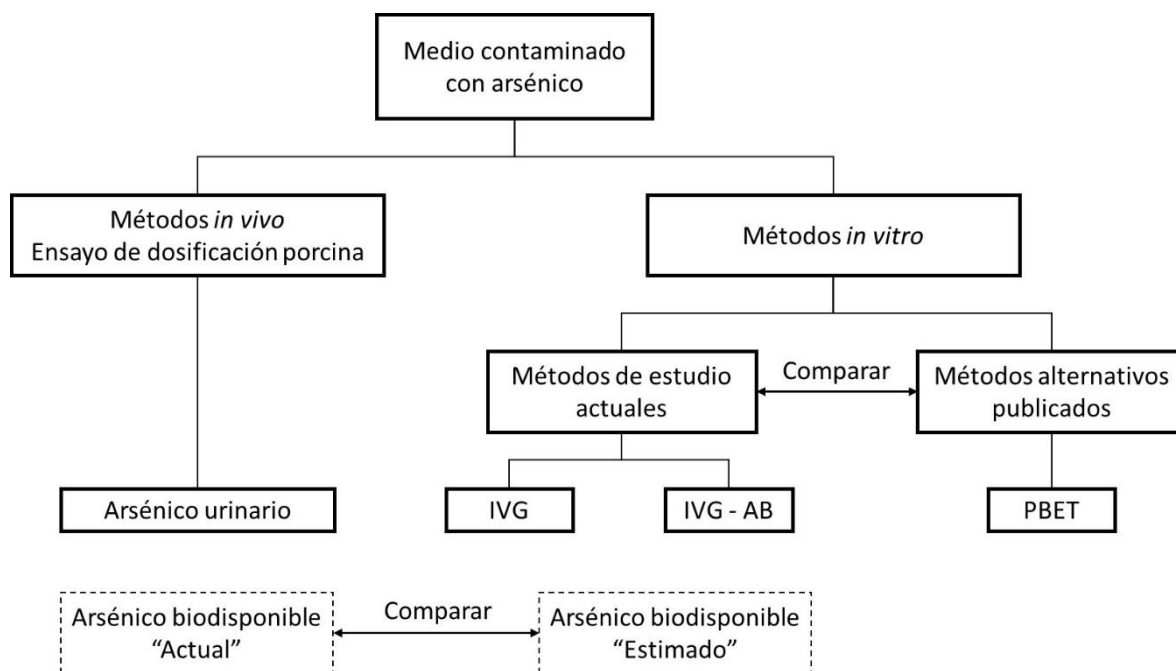 Medio contaminado
con arsénico
Métodos in vivo
Ensayo de dosificación porcina
Métodos in vitro
Métodos de estudio
actuales
Comparar
Métodos alternativos
publicados
Arsénico urinario
IVG
IVG - AB
PBET
Arsénico biodisponible
“Actual”
Comparar
Arsénico biodisponible
“Estimado”